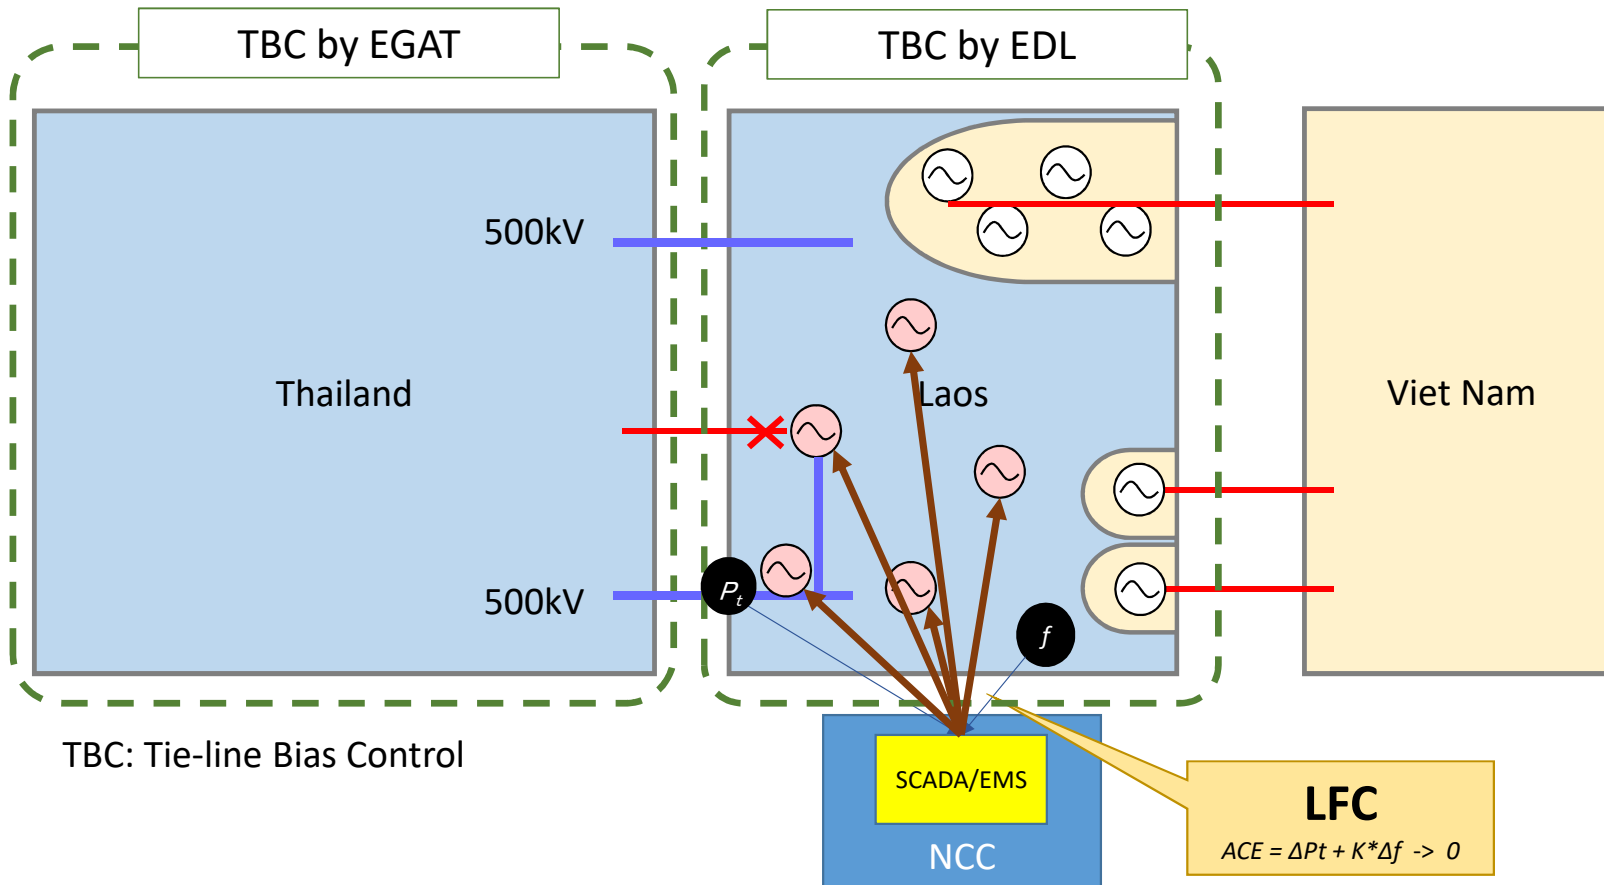 TBC by EGAT
TBC by EDL
500kV
Thailand
Laos
Viet Nam
500kV
Pt
f
TBC: Tie-line Bias Control
SCADA/EMS
NCC
LFC
ACE = ΔPt + K*Δf -> 0